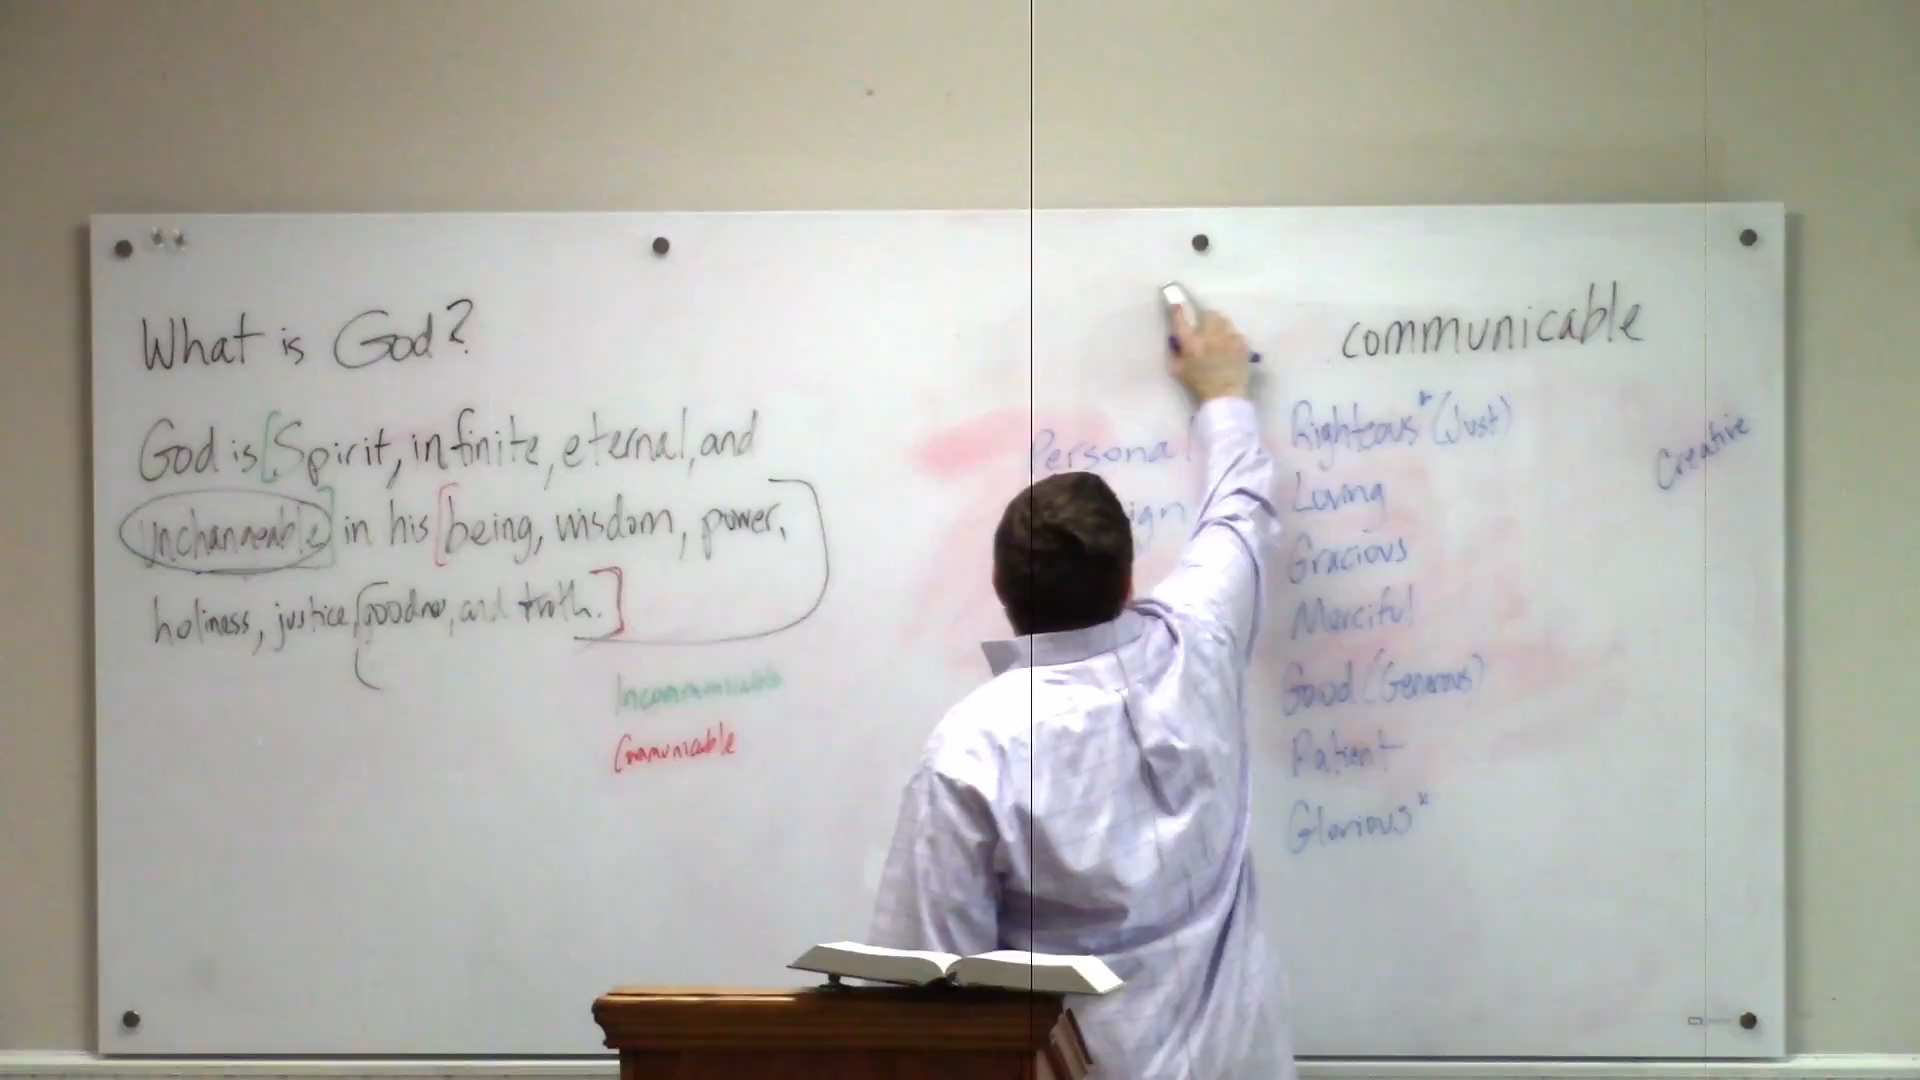 What is God?
God is [Spirit, infinite, eternal, and
unchangeable] in his [being, wisdom, power,
holiness, justice, goodness, and truth.]
Incommunicable
Communicable
communicable
Personal
ign
Righteous* (Just)
Loving
Gracious
Merciful
Good (Generous)
Patient
Glorious*
Creative